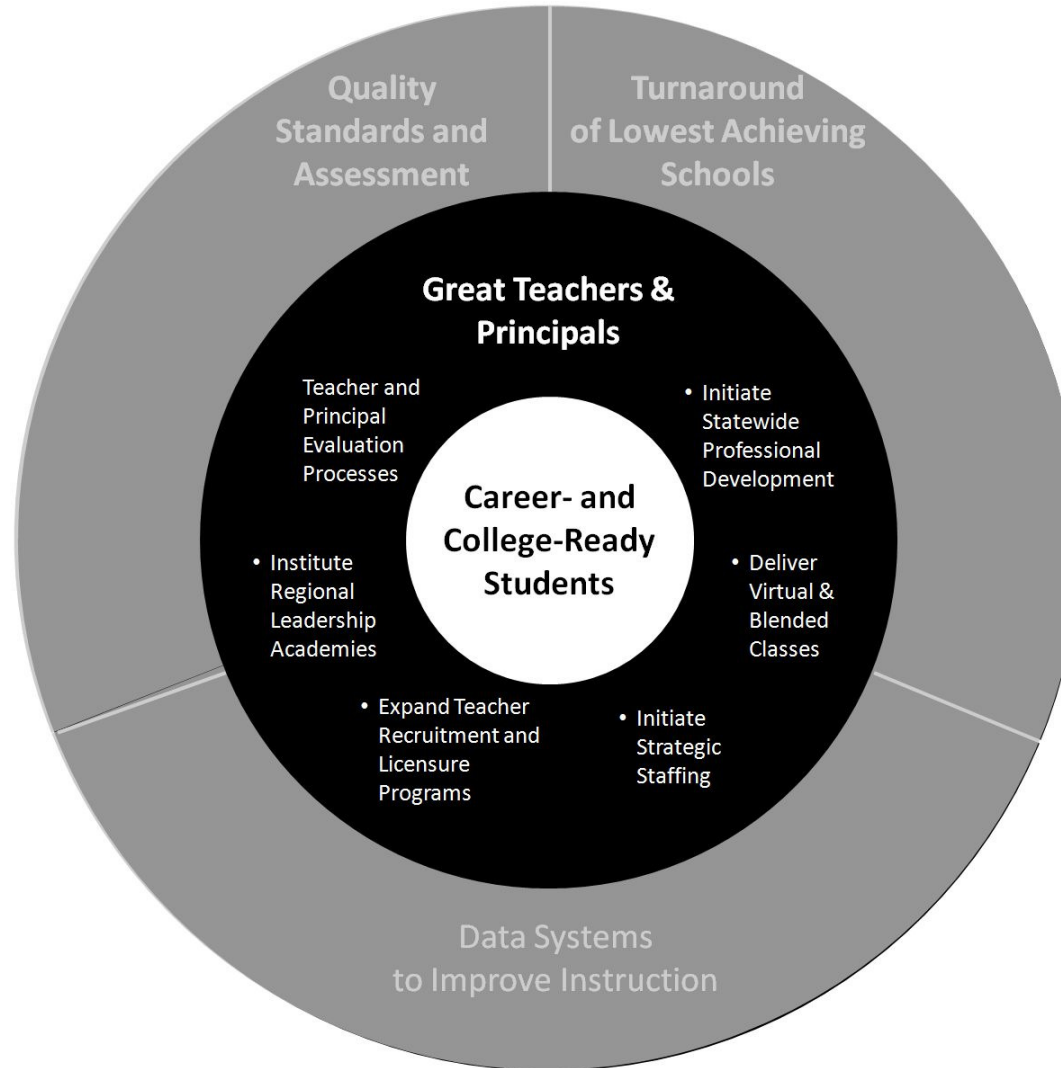 Quality
Standards and
Assessment
Turnaround
of Lowest Achieving
Schools
Great Teachers &
Principals
Teacher and
Principal
Evaluation
Processes
• Initiate
Statewide
Professional
Development
Career- and
College-Ready
Students
• Institute
Regional
Leadership
Academies
• Deliver
Virtual &
Blended
Classes
• Expand Teacher
Recruitment and
Licensure
Programs
• Initiate
Strategic
Staffing
Data Systems
to Improve Instruction